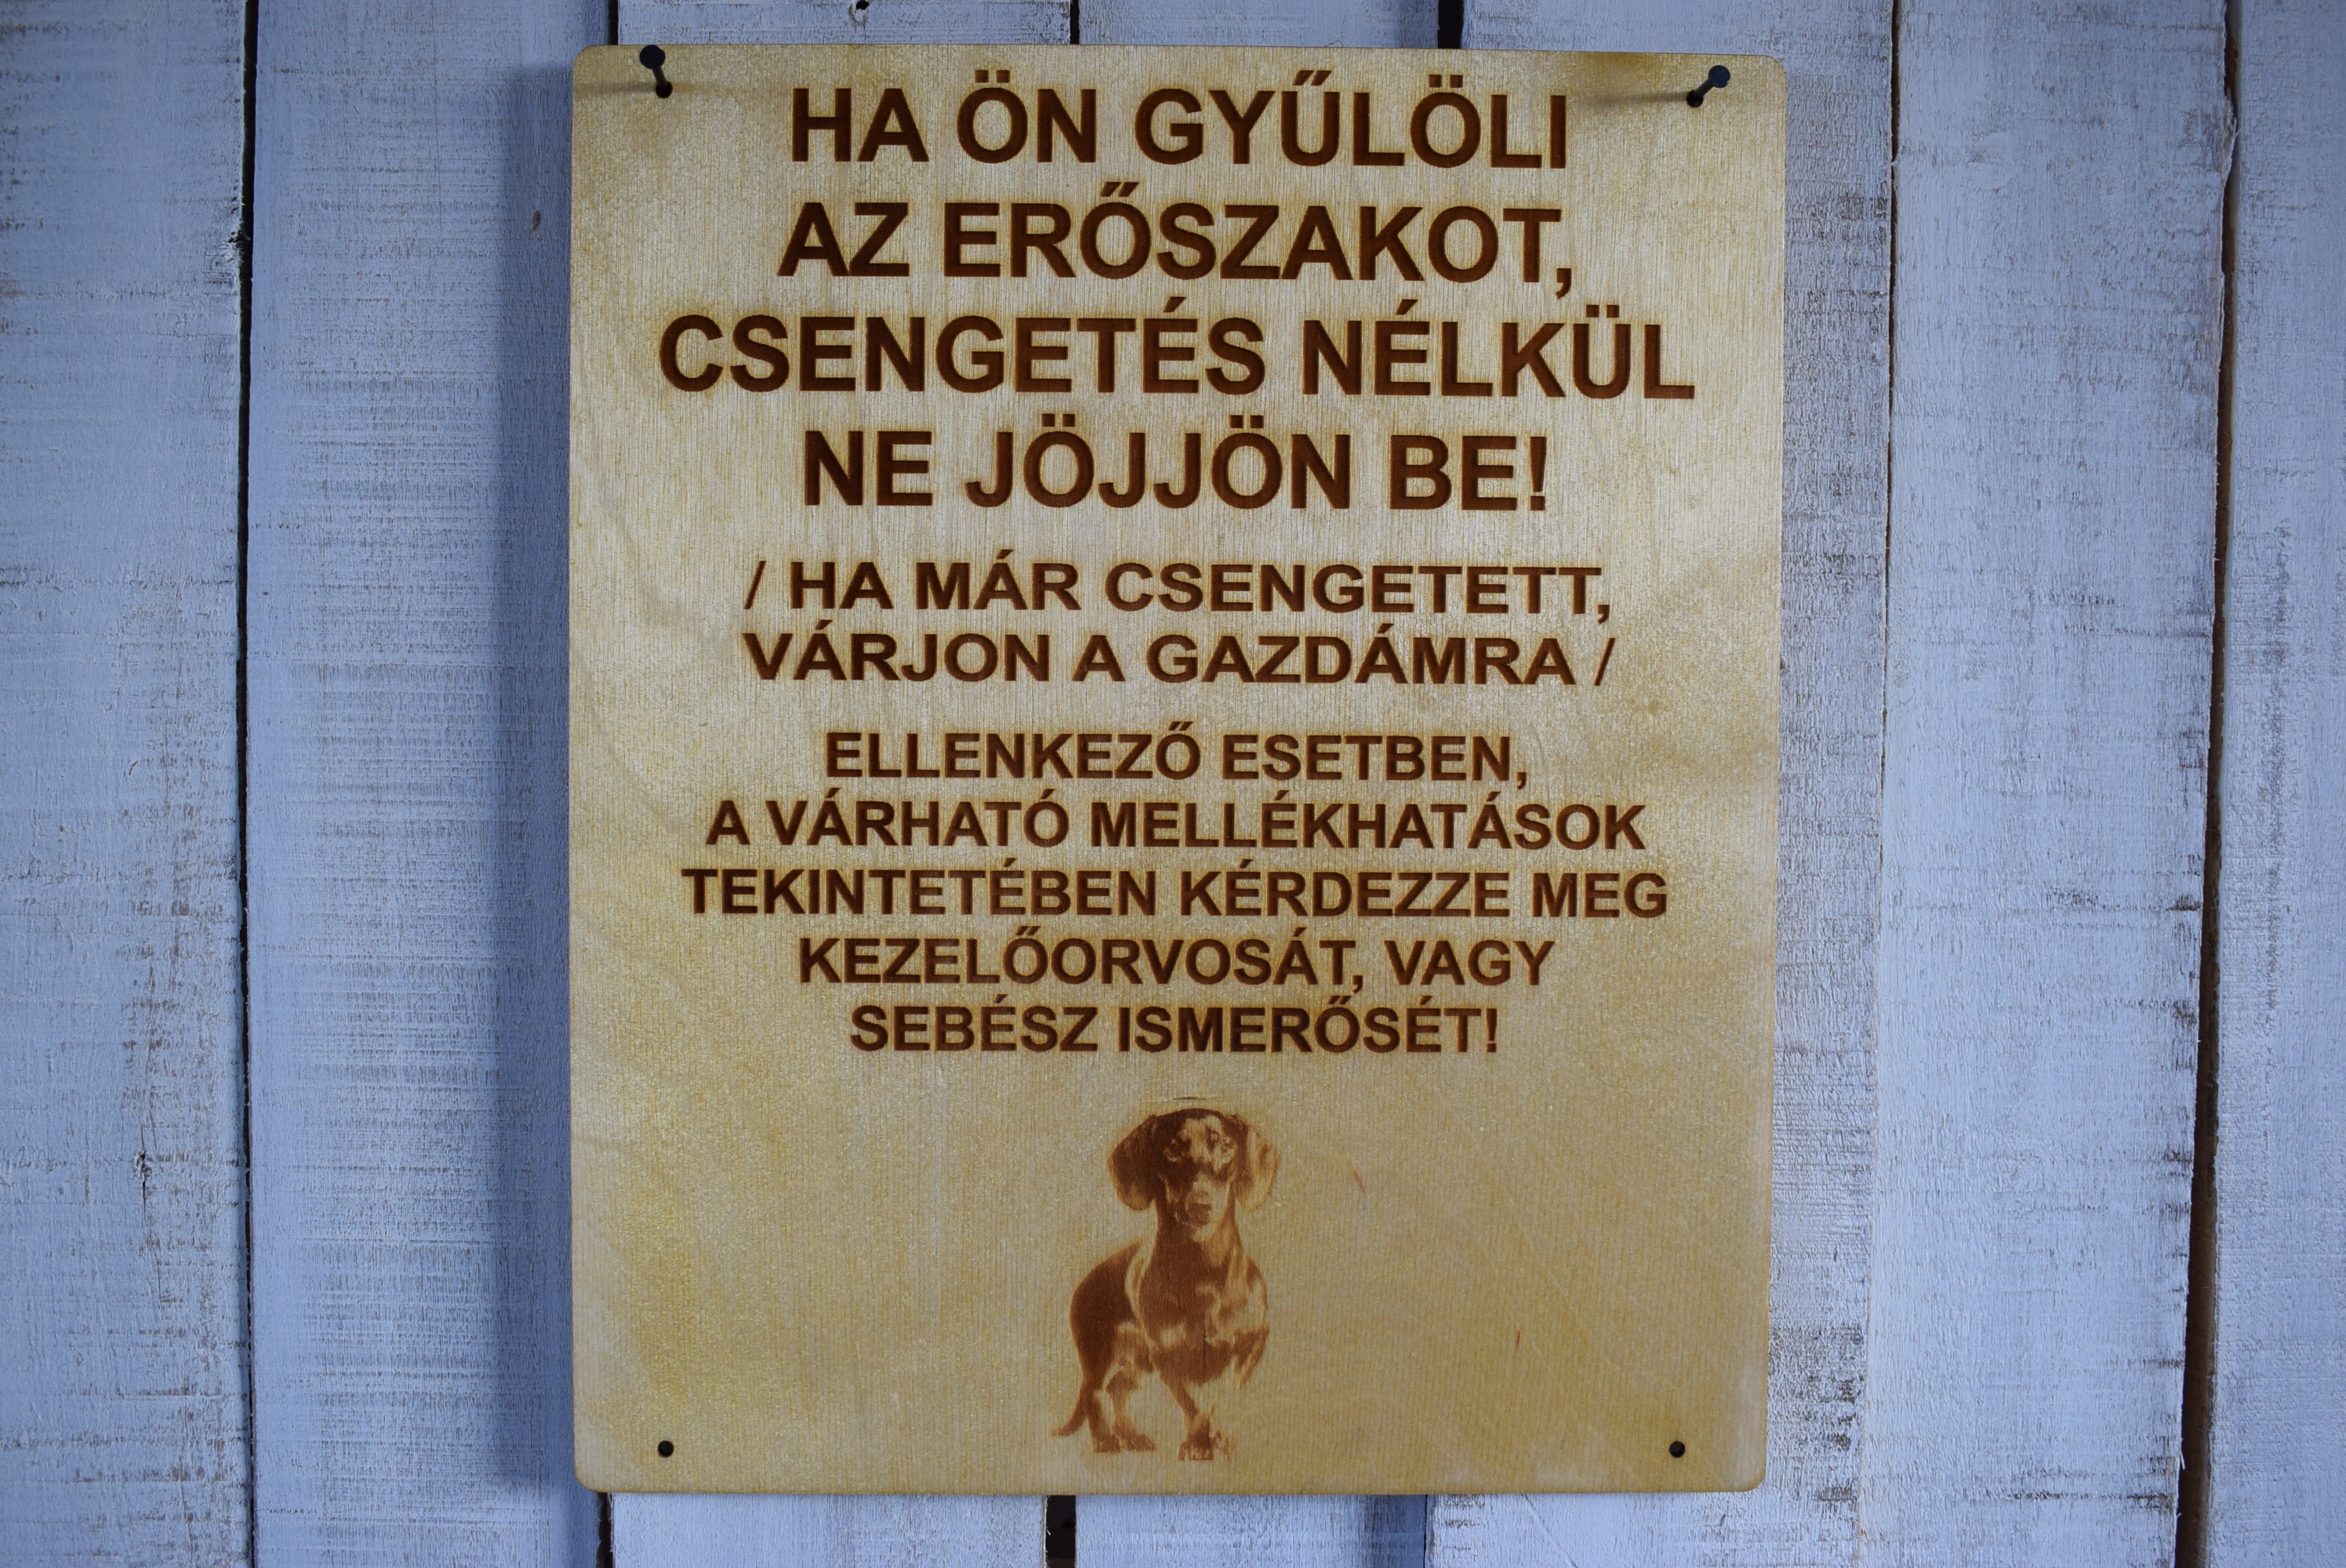 HA ÖN GYŰLÖLI
AZ ERŐSZAKOT,
CSENGETÉS NÉLKÜL
NE JÖJJÖN BE!
/ HA MÁR CSENGETETT,
VÁRJON A GAZDÁMRA /
ELLENKEZŐ ESETBEN,
A VÁRHATÓ MELLÉKHATÁSOK
TEKINTETÉBEN KÉRDEZZE MEG
KEZELŐORVOSÁT, VAGY
SEBÉSZ ISMERŐSÉT!